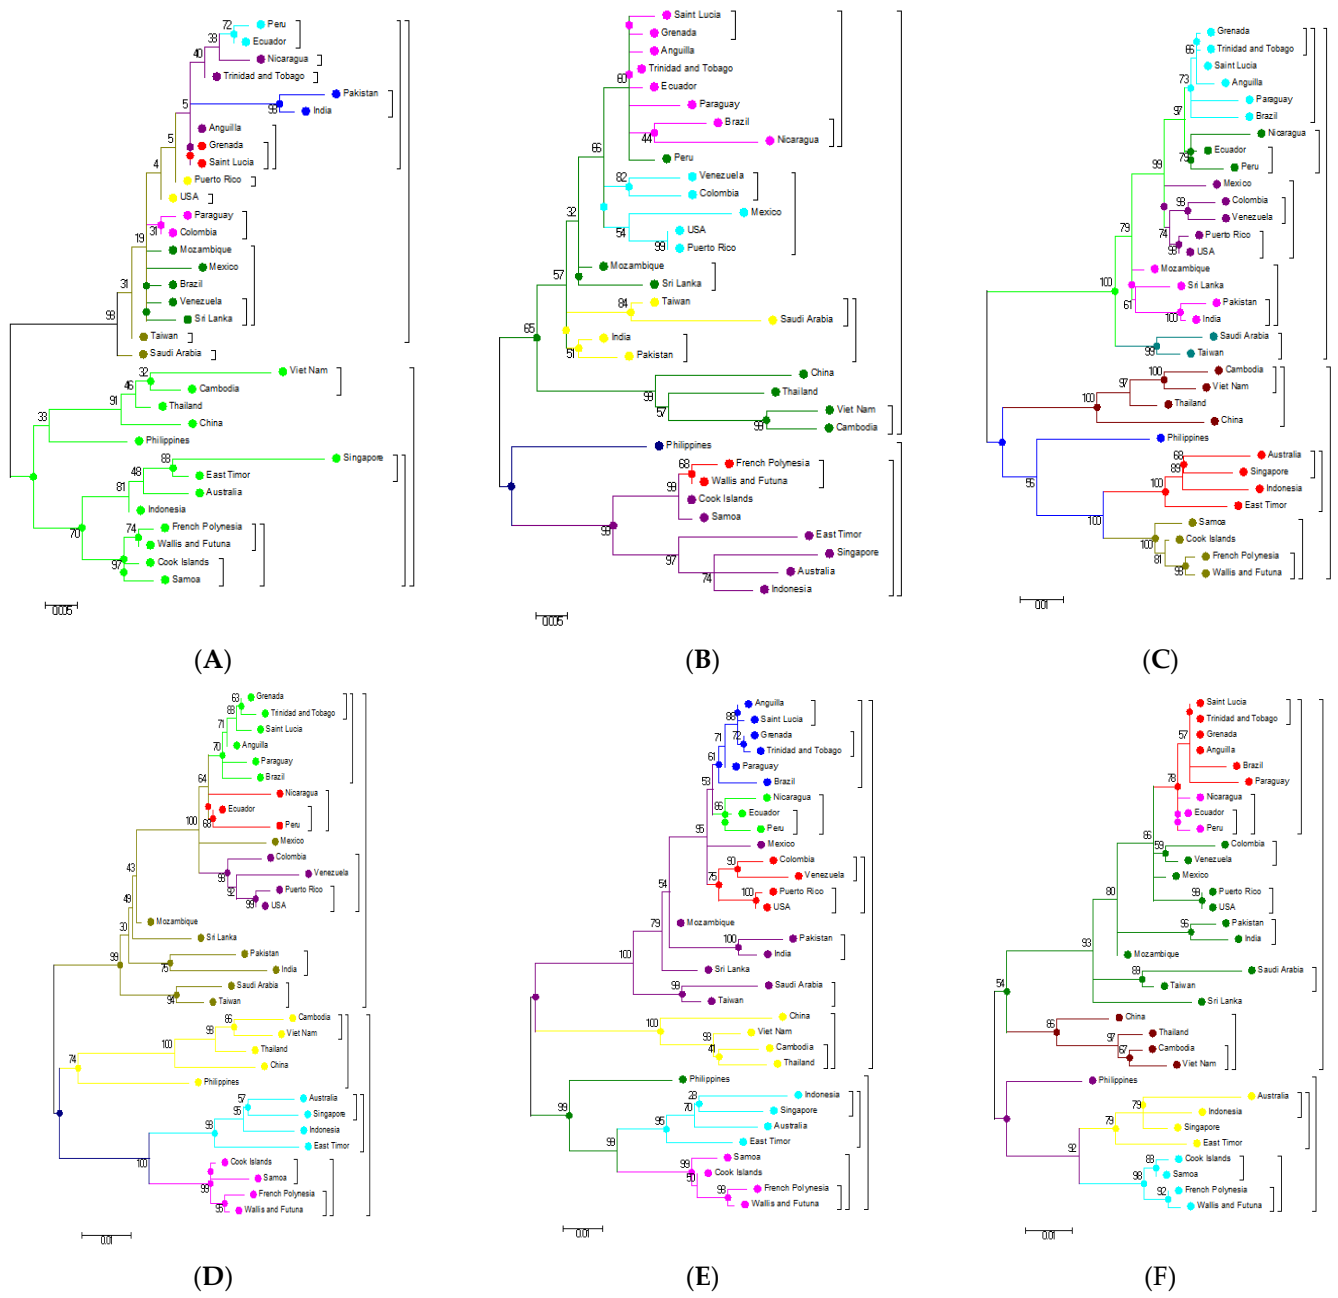 Peru
72
Ecuador
38
Nicaragua
40
Trinidad and Tobago
Pakistan
5
98
India
Anguilla
5
Grenada
4
Saint Lucia
Puerto Rico
USA
Paraguay
31
Colombia
19
Mozambique
Mexico
31
Brazil
Venezuela
98
Sri Lanka
Taiwan
Saudi Arabia
32
Viet Nam
46
Cambodia
91
Thailand
33
China
Philippines
88
Singapore
48
East Timor
81
Australia
Indonesia
74
French Polynesia
70
Wallis and Futuna
97
Cook Islands
Samoa
0.005
(A)
Saint Lucia
Grenada
Anguilla
60
Trinidad and Tobago
Ecuador
Paraguay
Brazil
44
Nicaragua
66
Peru
82
Venezuela
Colombia
32
Mexico
54
USA
99
Puerto Rico
57
Mozambique
Sri Lanka
84
Taiwan
Saudi Arabia
65
India
51
Pakistan
China
99
Thailand
57
Viet Nam
99
Cambodia
Philippines
68
French Polynesia
99
Wallis and Futuna
Cook Islands
Samoa
98
East Timor
97
Singapore
74
Australia
Indonesia
0.005
(B)
Grenada
66
Trinidad and Tobago
Saint Lucia
73
Anguilla
Paraguay
97
Brazil
Nicaragua
Ecuador
79
Peru
99
Mexico
98
Colombia
Venezuela
74
Puerto Rico
98
USA
79
Mozambique
100
Sri Lanka
61
Pakistan
100
India
Saudi Arabia
99
Taiwan
100
Cambodia
97
Viet Nam
100
Thailand
China
Philippines
68
Australia
89
Singapore
55
100
Indonesia
East Timor
100
Samoa
100
Cook Islands
81
French Polynesia
98
Wallis and Futuna
0.01
(C)
63
Grenada
88
Trinidad and Tobago
71
Saint Lucia
70
Anguilla
Paraguay
64
Brazil
Nicaragua
Ecuador
100
68
Peru
Mexico
Colombia
98
Venezuela
43
92
Puerto Rico
99
USA
49
Mozambique
33
Sri Lanka
99
Pakistan
75
India
Saudi Arabia
94
Taiwan
86
Cambodia
98
Viet Nam
100
Thailand
74
China
Philippines
57
Australia
95
Singapore
98
Indonesia
East Timor
100
Cook Islands
99
Samoa
French Polynesia
95
Wallis and Futuna
0.01
(D)
Anguilla
88
Saint Lucia
71
72
Grenada
61
Trinidad and Tobago
Paraguay
53
Brazil
Nicaragua
86
Ecuador
95
Peru
Mexico
90
Colombia
75
Venezuela
54
100
Puerto Rico
USA
79
Mozambique
100
Pakistan
India
100
Sri Lanka
99
Saudi Arabia
Taiwan
100
China
98
Viet Nam
41
Cambodia
Thailand
Philippines
28
Indonesia
70
Singapore
99
95
Australia
98
East Timor
99
Samoa
50
Cook Islands
98
French Polynesia
Wallis and Futuna
0.01
(E)
Saint Lucia
Trinidad and Tobago
57
Grenada
Anguilla
78
Brazil
Paraguay
Nicaragua
Ecuador
Peru
86
59
Colombia
Venezuela
Mexico
80
98
Puerto Rico
USA
96
Pakistan
India
93
Mozambique
89
Saudi Arabia
Taiwan
54
Sri Lanka
86
China
97
Thailand
67
Cambodia
Viet Nam
Philippines
79
Australia
Indonesia
79
Singapore
92
East Timor
88
Cook Islands
98
Samoa
92
French Polynesia
Wallis and Futuna
0.01
(F)